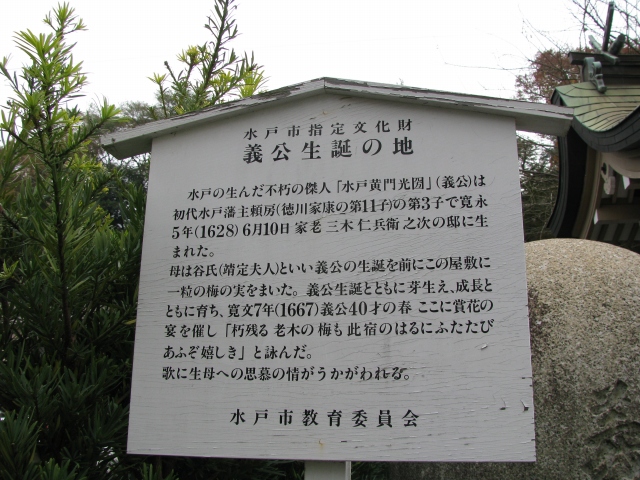 水戸市指定文化財
義公生誕の地
水戸の生んだ不朽の傑人「水戸黄門光圀」(義公)は
初代水戸藩主頼房(徳川家康の第11子)の第3子で寛永
5年(1628)6月10日家老三木仁兵衛之次の邸に生
まれた。
母は谷氏(靖定夫人)といい義公の生誕を前にこの屋敷に
一粒の梅の実をまいた。義公生誕とともに芽生え、成長と
ともに育ち、寛文7年(1667)義公40才の春ここに賞花の
宴を催し「朽残る老木の梅も此宿のはるにふたたび
あふぞ嬉しき」と詠んだ。
歌に生母への思慕の情がうかがわれる。
水戸市教育委員会